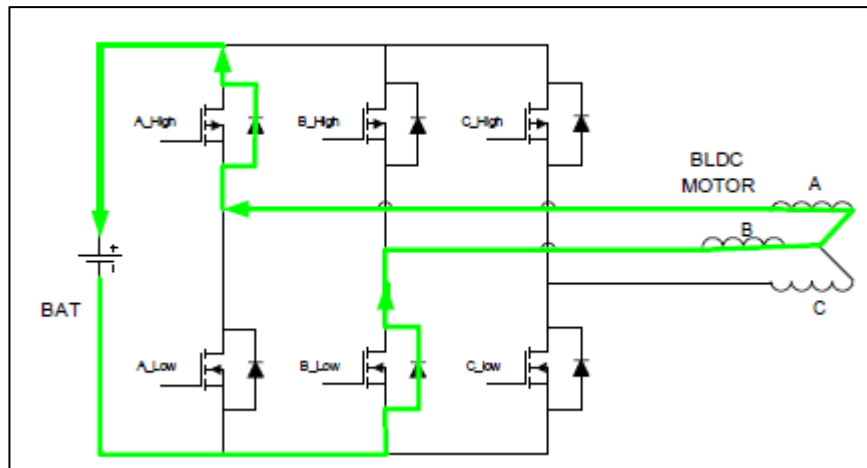 A_High
B_High
C_High
BLDC
MOTOR
A
B
C
+
BAT
A_Low
B_Low
C_low